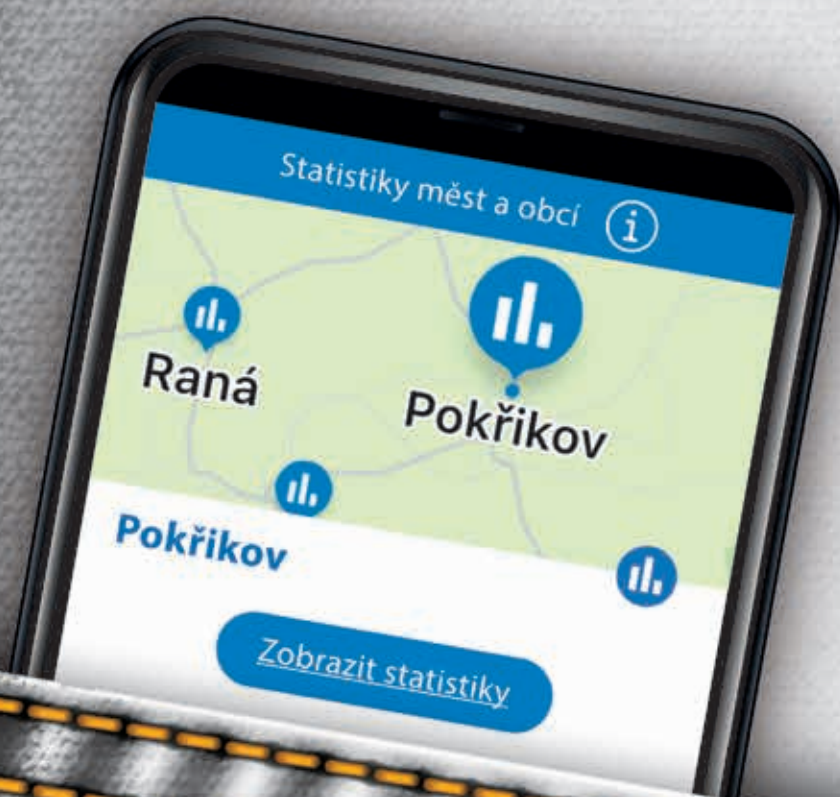 Statistiky měst a obcí i
Raná
Pokřikov
Pokřikov
Zobrazit statistiky